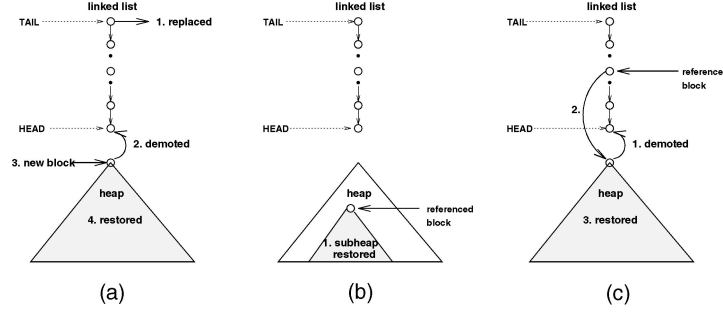 linked list
TAIL
1. replaced
HEAD
2. demoted
3. new block
heap
4. restored
(a)
linked list
TAIL
HEAD
heap
referenced
block
1. subheap
restored
(b)
linked list
TAIL
reference
block
2.
HEAD
1. demoted
heap
3. restored
(c)